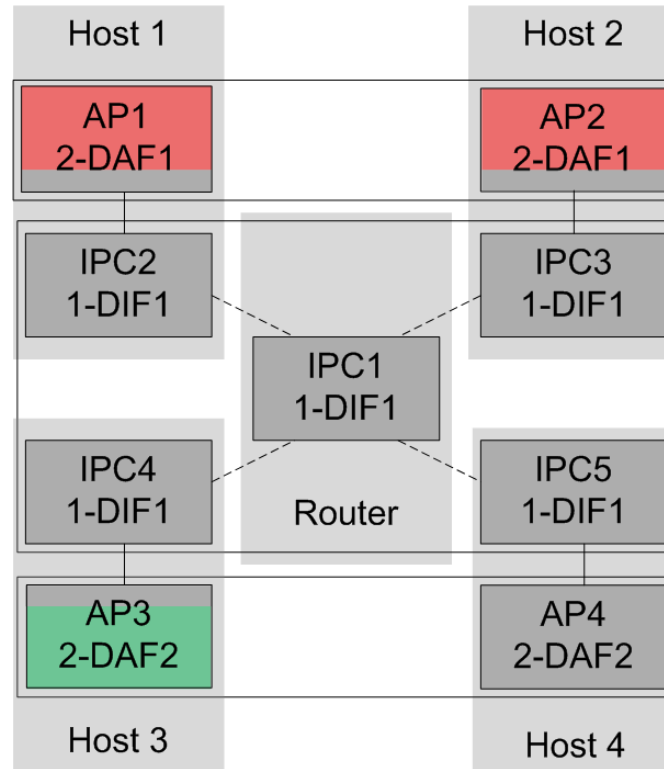 Host 1
Host 2
AP1
2-DAF1
AP2
2-DAF1
IPC2
1-DIF1
IPC3
1-DIF1
IPC1
1-DIF1
IPC4
1-DIF1
IPC5
1-DIF1
Router
AP3
2-DAF2
AP4
2-DAF2
Host 3
Host 4